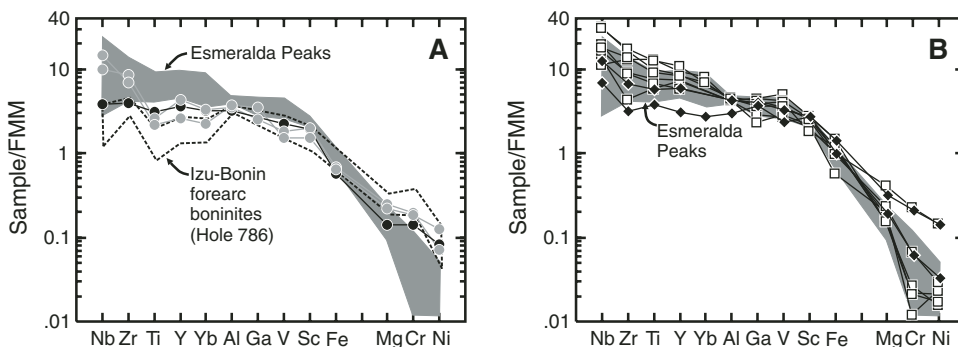 A
Sample/FMM
10
1
0.1
.01
Esmeralda Peaks
Izu-Bonin
forearc
boninites
(Hole 786)
Nb Zr Ti Y Yb Al Ga V Sc Fe Mg Cr Ni
B
Sample/FMM
10
1
0.1
.01
Esmeralda
Peaks
Nb Zr Ti Y Yb Al Ga V Sc Fe Mg Cr Ni